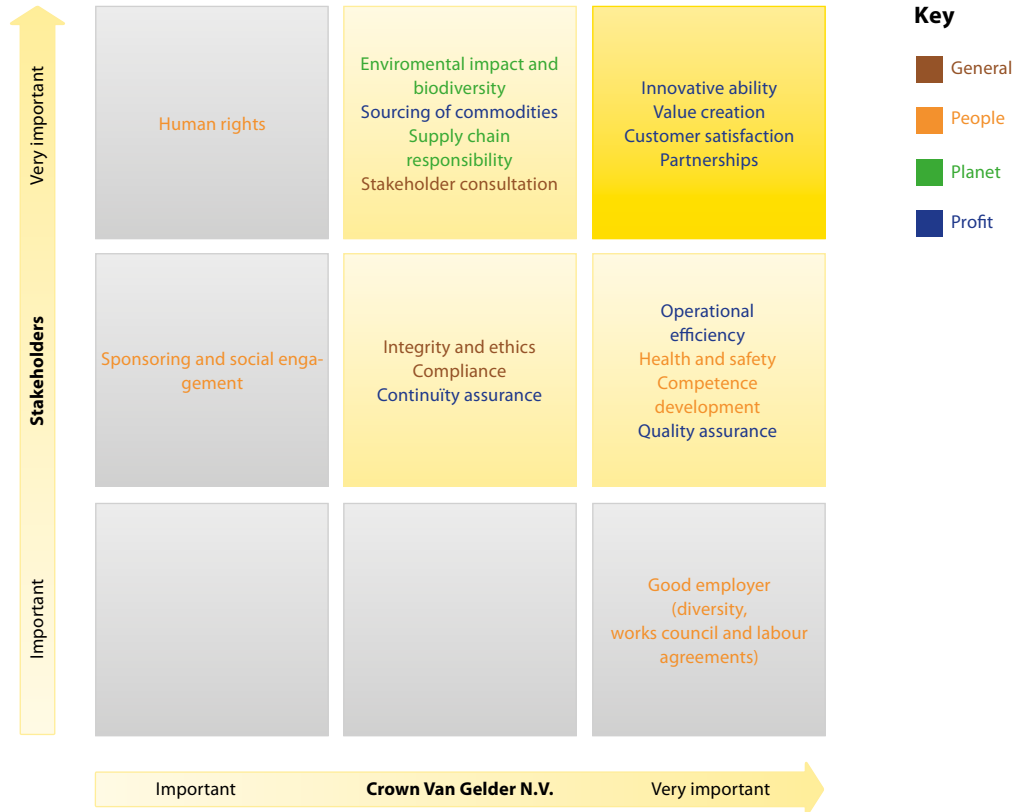 Very important
Stakeholders
Important
Human rights
Enviromental impact and
biodiversity
Sourcing of commodities
Supply chain
responsibility
Stakeholder consultation
Innovative ability
Value creation
Customer satisfaction
Partnerships
Sponsoring and social enga-
gement
Integrity and ethics
Compliance
Continuïty assurance
Operational
efficiency
Health and safety
Competence
development
Quality assurance
Good employer
(diversity,
works council and labour
agreements)
Important
Crown Van Gelder N.V.
Very important
Key
General
People
Planet
Profit